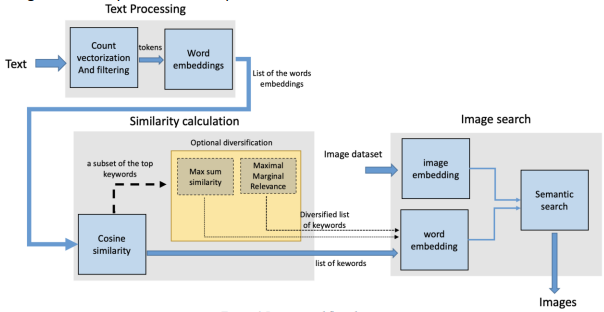 Text Processing
Text
Count
vectorization
And filtering
tokens
Word
embeddings
List of the words
embeddings
Similarity calculation
Optional diversification
a subset of the top
keywords
Max sum
similarity
Maximal
Marginal
Relevance
Diversified list
of keywords
Cosine
similarity
list of kewords
Image search
Image dataset
image
embedding
word
embedding
Semantic
search
Images